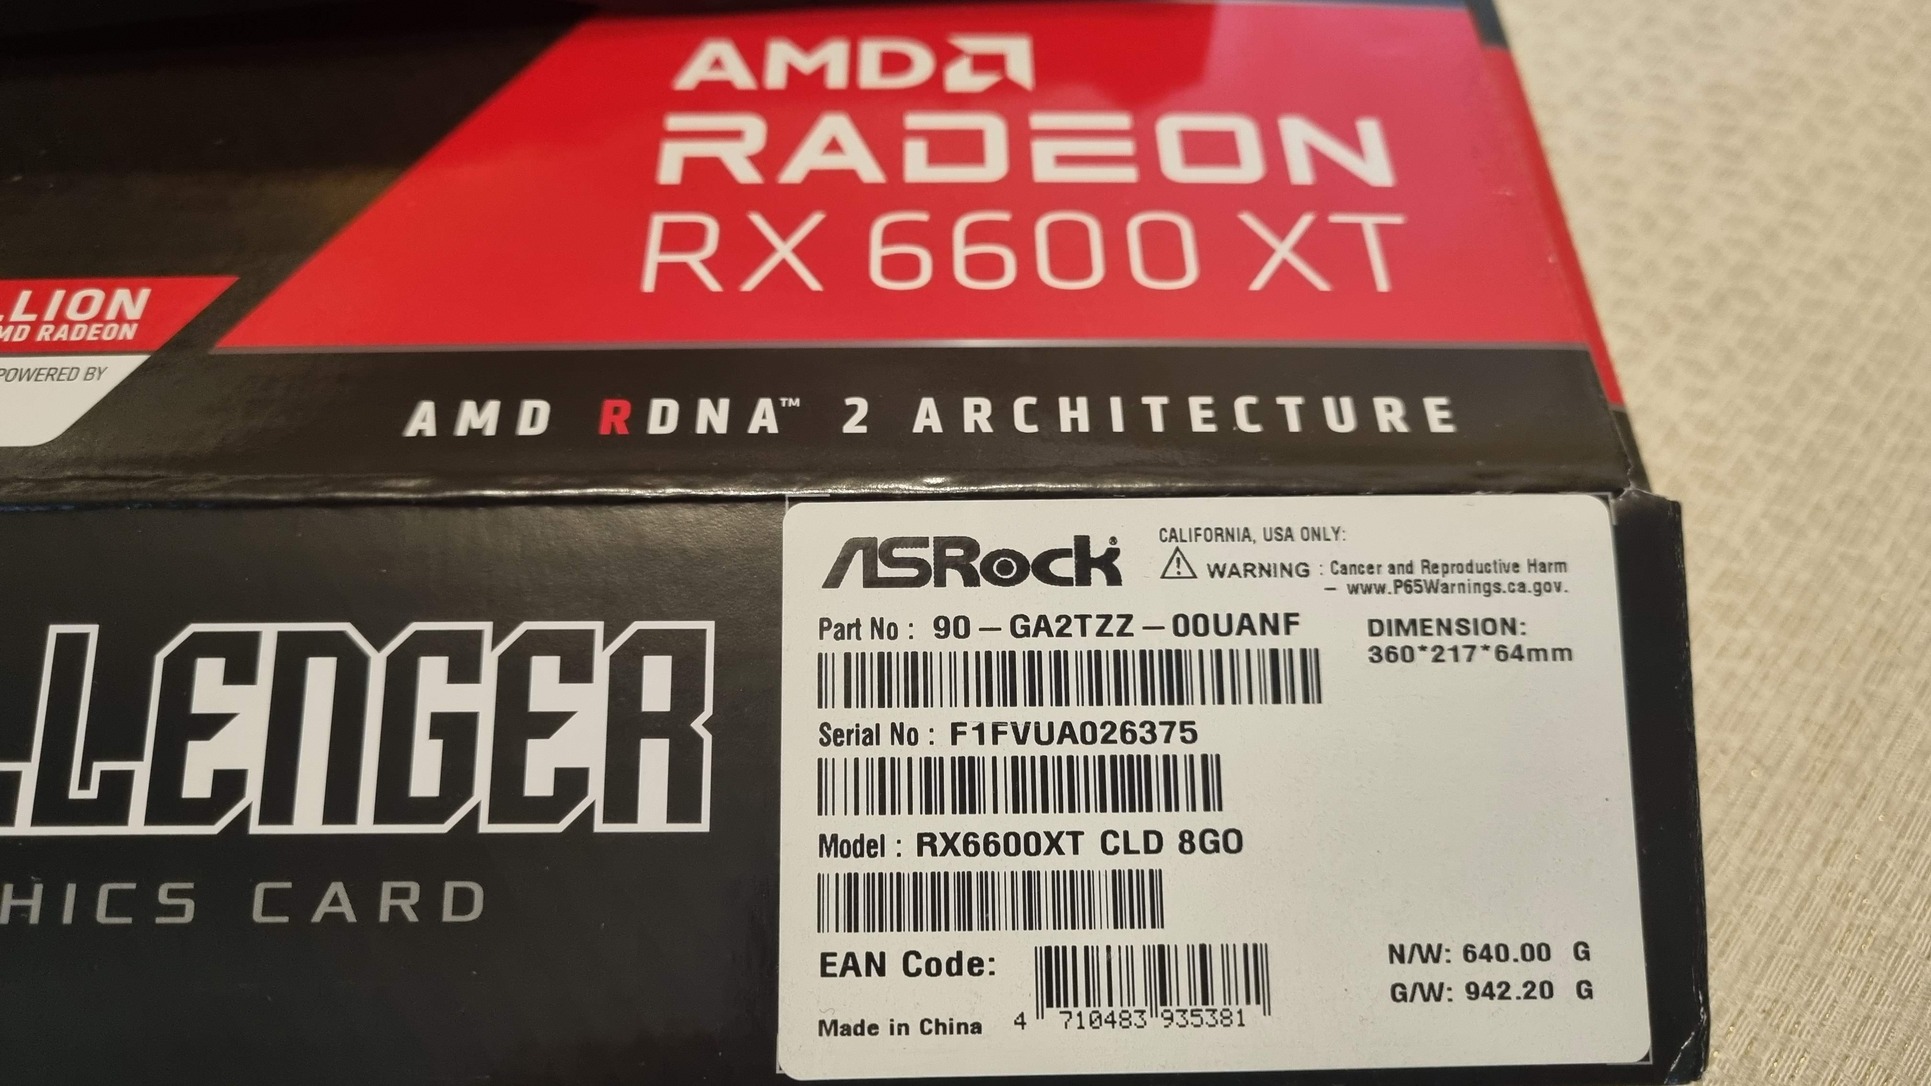 AMD
RADEON
RX 6600 XT
LLION
MD RADEON
POWERED BY
AMD RDNA™ 2 ARCHITECTURE
LLENGER
HICS CARD
ASRock®
CALIFORNIA, USA ONLY:
WARNING : Cancer and Reproductive Harm
– www.P65Warnings.ca.gov.
Part No : 90-GA2TZZ-00UANF
DIMENSION:
360*217*64mm
Serial No : F1FVUA026375
Model : RX6600XT CLD 8GO
EAN Code:
4 710483 935381
Made in China
N/W: 640.00 G
G/W: 942.20 G